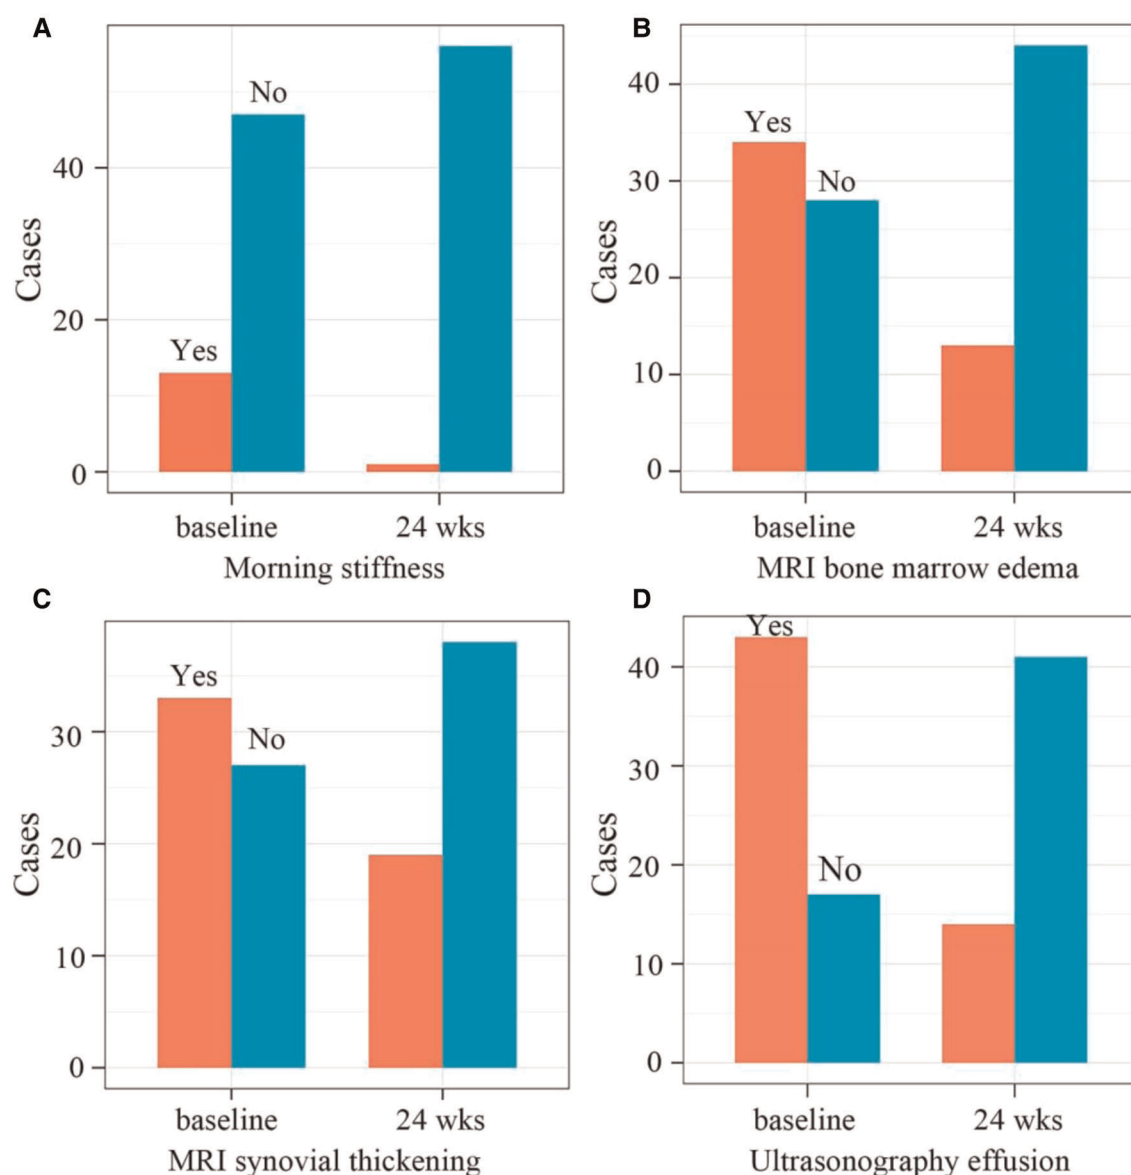 A
Cases
40
20
0
Yes
No
baseline
24 wks
Morning stiffness
B
Cases
40
30
20
10
0
Yes
No
baseline
24 wks
MRI bone marrow edema
C
Cases
30
20
10
0
Yes
No
baseline
24 wks
MRI synovial thickening
D
Cases
40
30
20
10
0
Yes
No
baseline
24 wks
Ultrasonography effusion